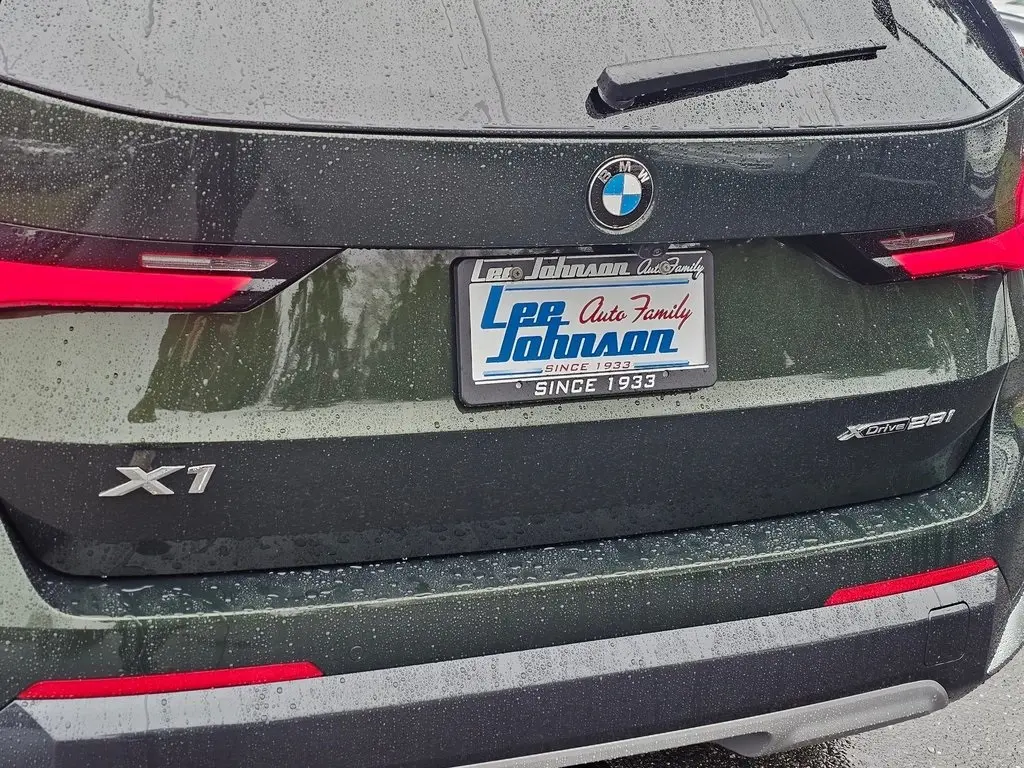 BMW
Lee Johnson Auto Family
Lee Auto Family
Johnson
SINCE 1933
SINCE 1933
XDrive28i
X1